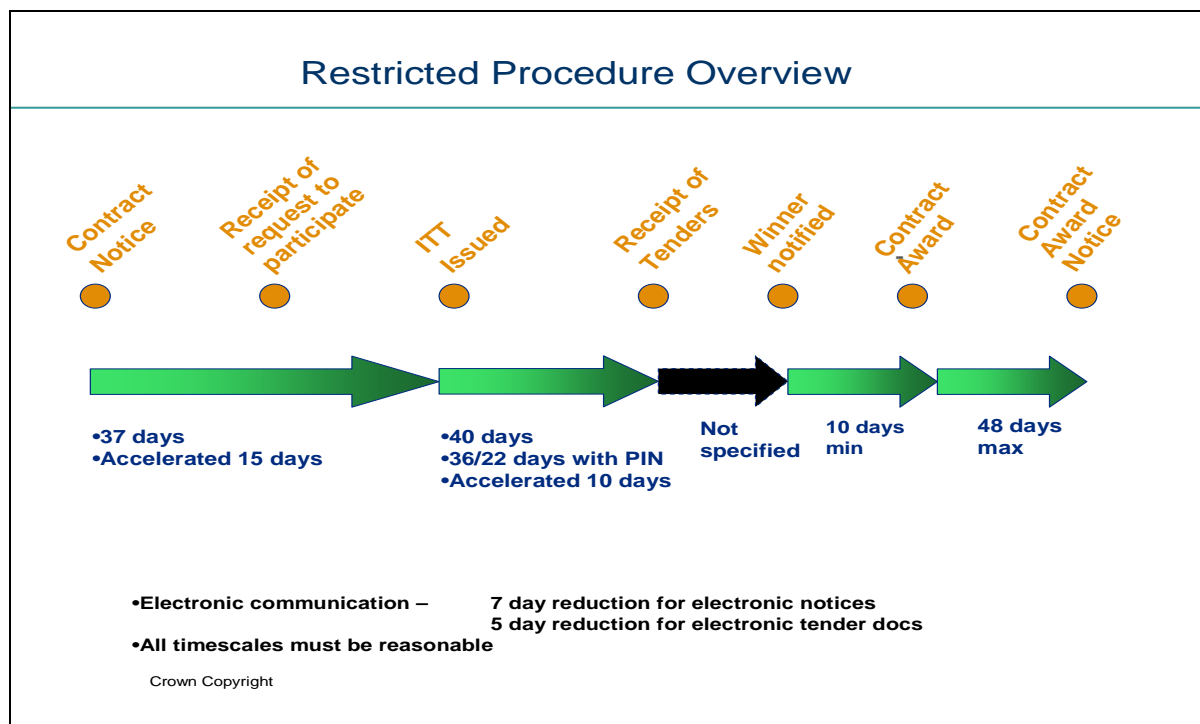 Restricted Procedure Overview
Contract
Notice
Receipt of
request to
participate
ITT
Issued
Receipt of
Tenders
Winner
notified
Contract
Award
Contract
Award
Notice
•37 days
•Accelerated 15 days
•40 days
•36/22 days with PIN
•Accelerated 10 days
Not
specified
10 days
min
48 days
max
•Electronic communication – 7 day reduction for electronic notices
5 day reduction for electronic tender docs
•All timescales must be reasonable
Crown Copyright